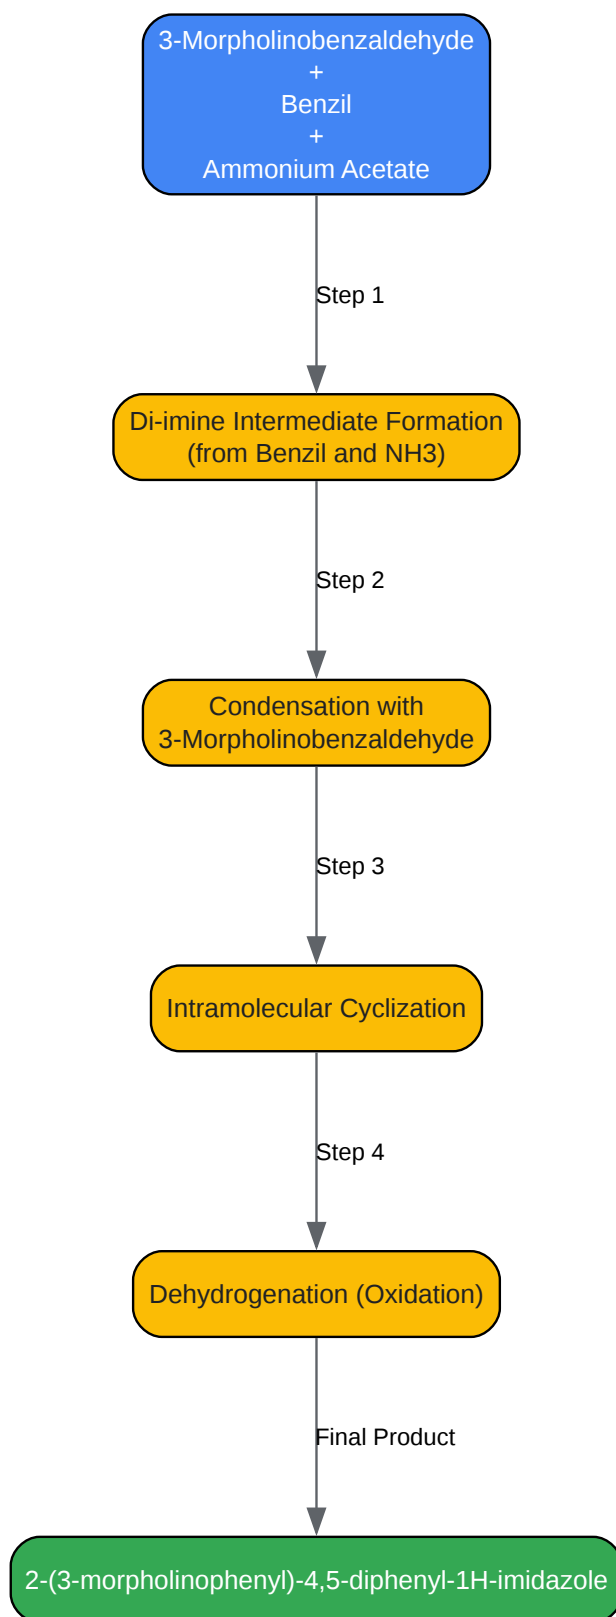 3-Morpholinobenzaldehyde
+
Benzil
+
Ammonium Acetate
Step 1
Di-imine Intermediate Formation
(from Benzil and NH3)
Step 2
Condensation with
3-Morpholinobenzaldehyde
Step 3
Intramolecular Cyclization
Step 4
Dehydrogenation (Oxidation)
Final Product
2-(3-morpholinophenyl)-4,5-diphenyl-1H-imidazole